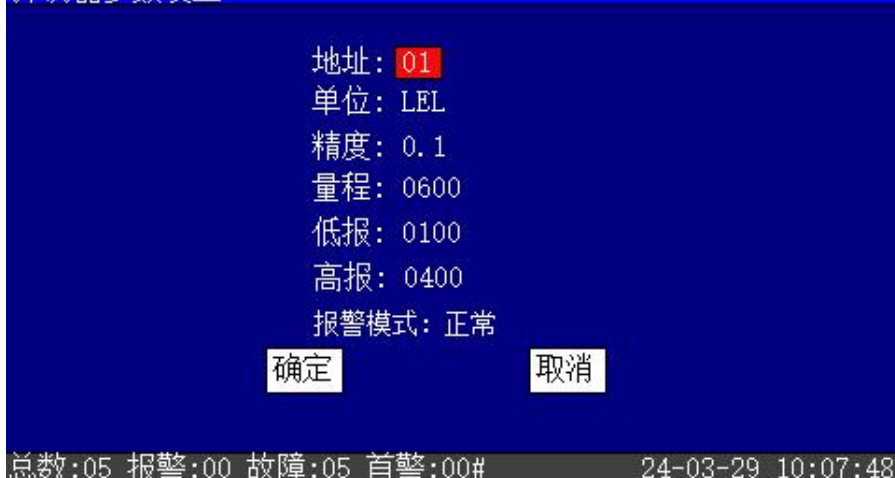 地址: 01
单位: LEL
精度: 0.1
量程: 0600
低报: 0100
高报: 0400
报警模式: 正常
确定 取消
总数:05 报警:00 故障:05 首警:00# 24-03-29 10:07:48